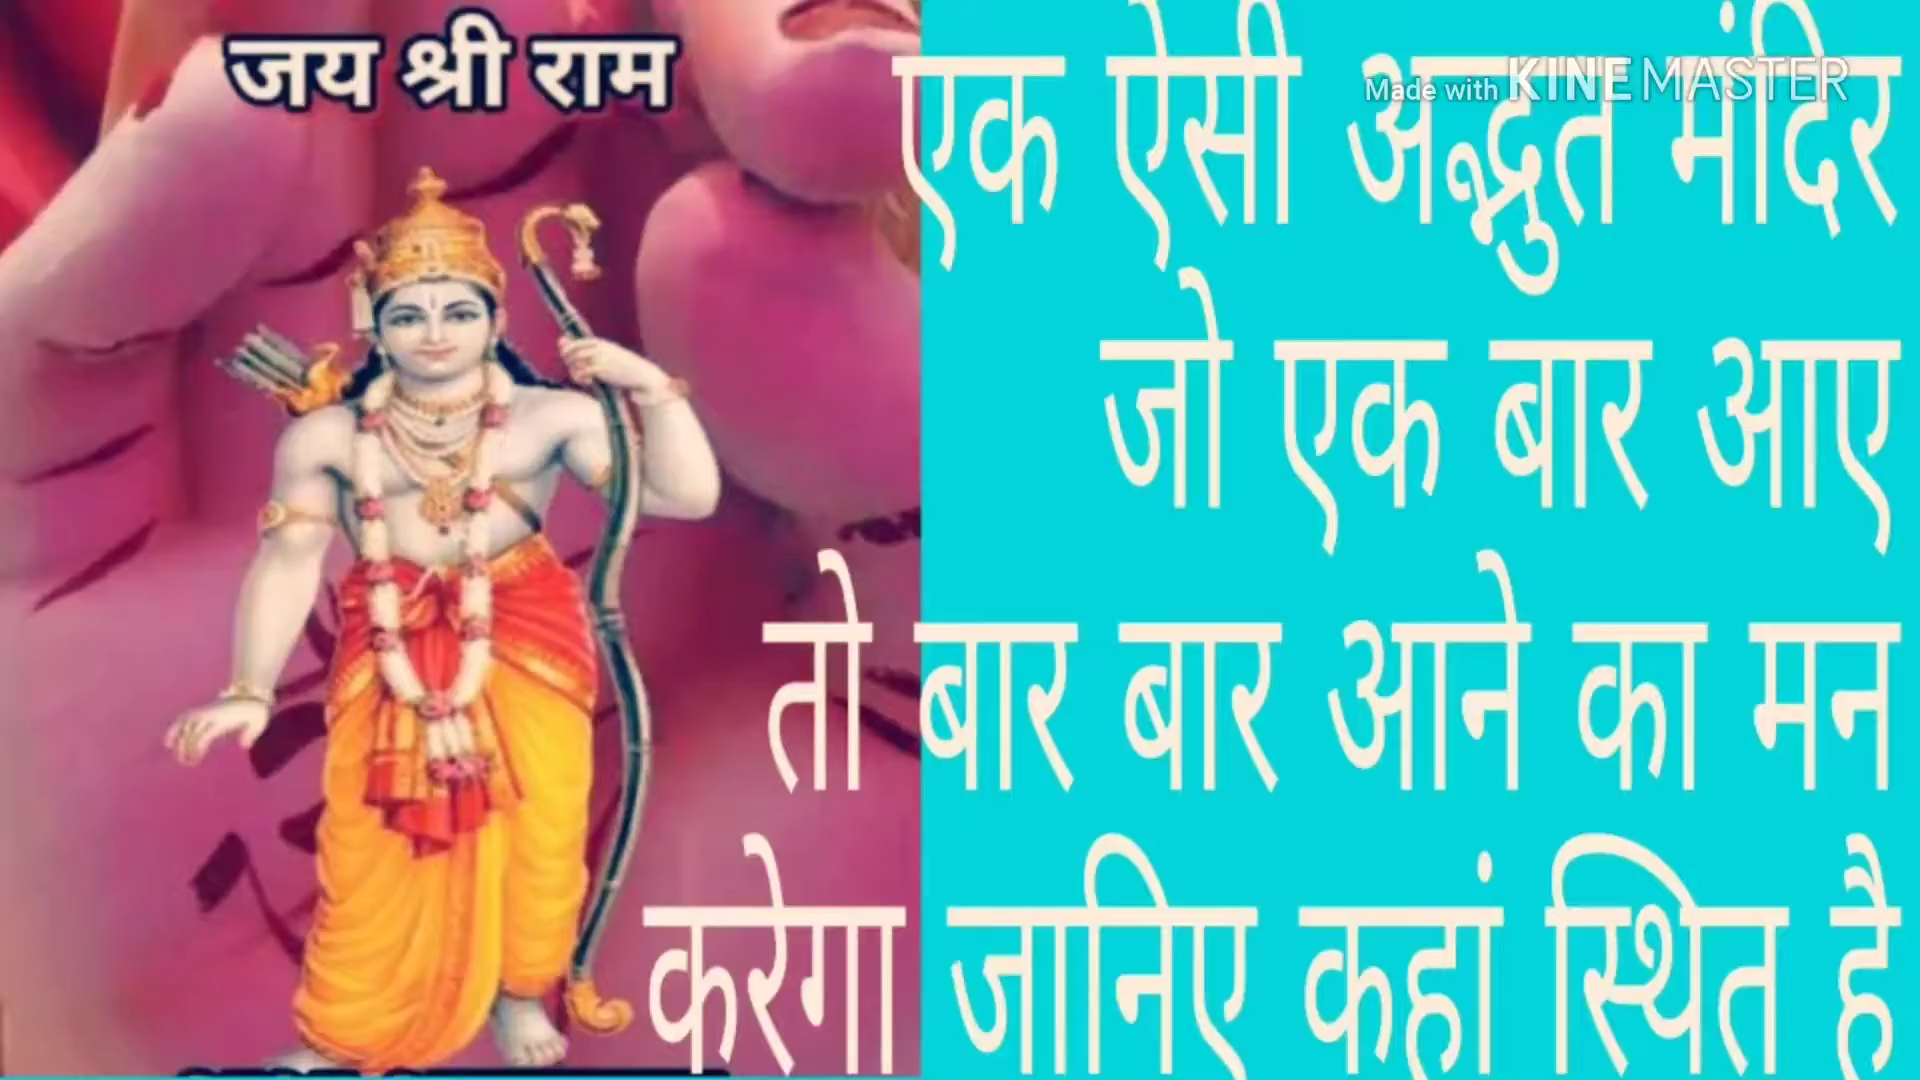 जय श्री राम
Made with KINEMASTER
एक ऐसी अद्भुत मंदिर
जो एक बार आए
तो बार बार आने का मन
करेगा जानिए कहां स्थित है